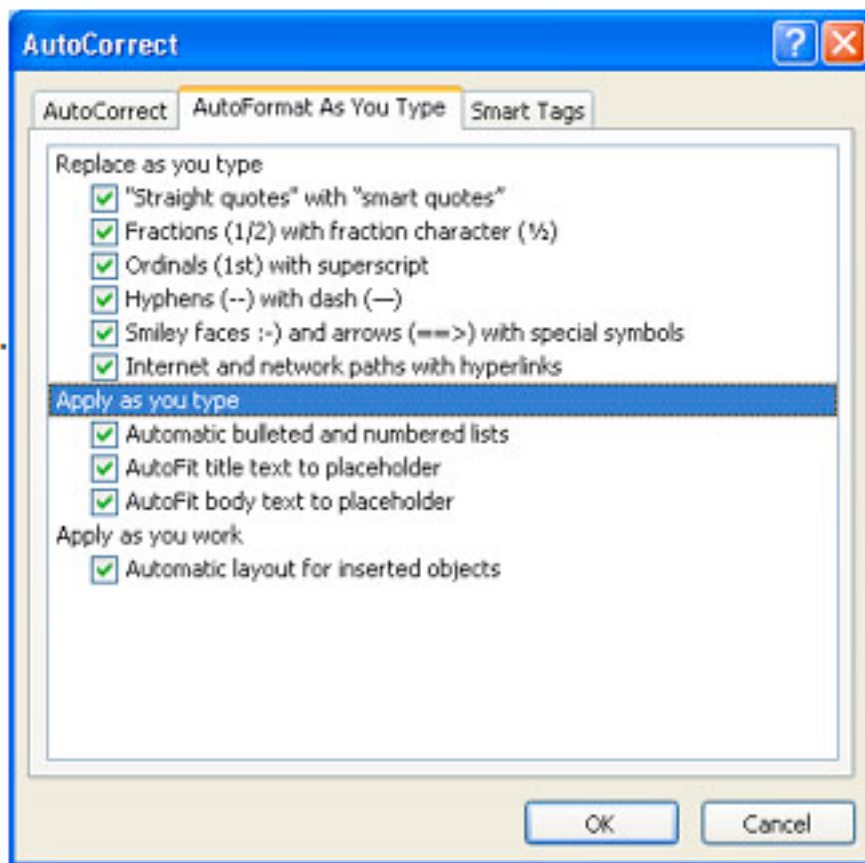 AutoCorrect
AutoCorrect AutoFormat As You Type Smart Tags
Replace as you type
"Straight quotes" with “smart quotes”
Fractions (1/2) with fraction character (½)
Ordinals (1st) with superscript
Hyphens (--) with dash (—)
Smiley faces :-) and arrows (==>) with special symbols
Internet and network paths with hyperlinks
Apply as you type
Automatic bulleted and numbered lists
AutoFit title text to placeholder
AutoFit body text to placeholder
Apply as you work
Automatic layout for inserted objects
OK Cancel